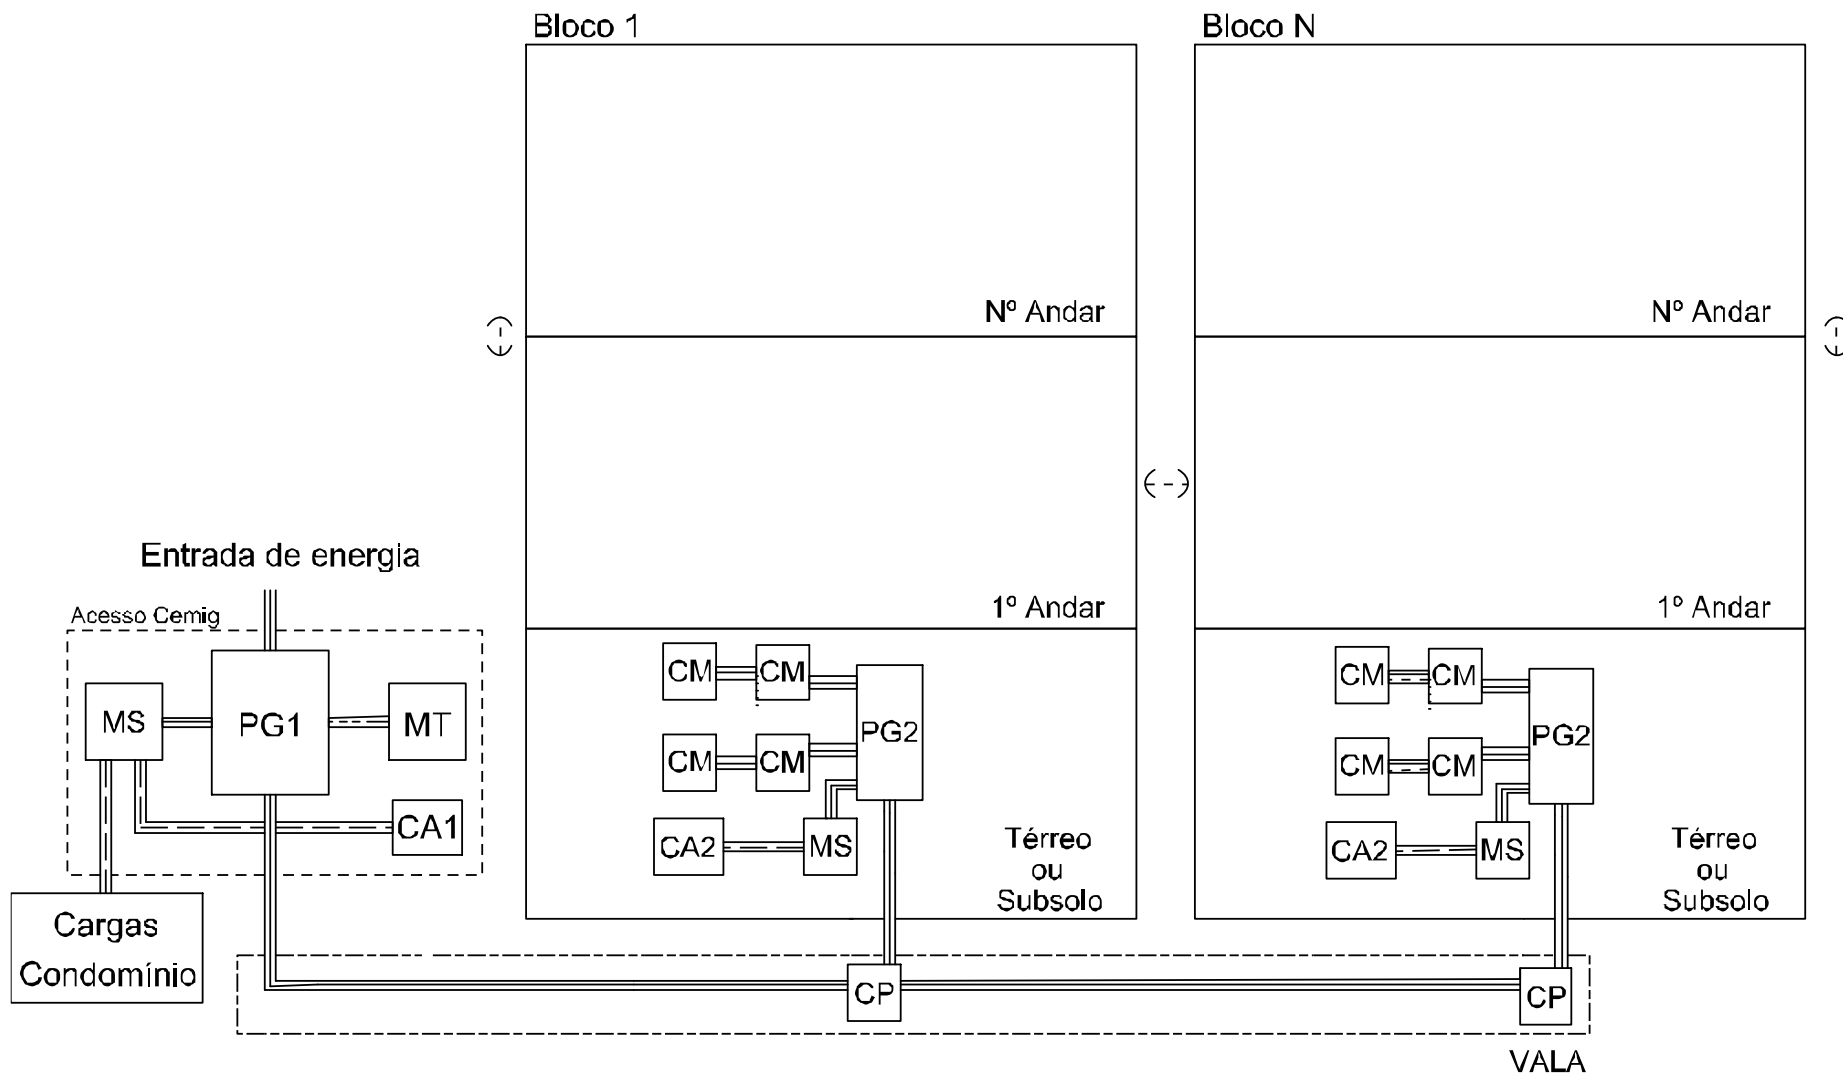 Bloco 1
Bloco N
Nº Andar
Nº Andar
Entrada de energia
1º Andar
1º Andar
Acesso Cemig
CM
CM
CM
CM
MS
PG1
MT
PG2
PG2
CM
CM
CM
CM
CA1
CA2
MS
Térreo
ou
Subsolo
CA2
MS
Térreo
ou
Subsolo
Cargas
Condomínio
CP
CP
VALA